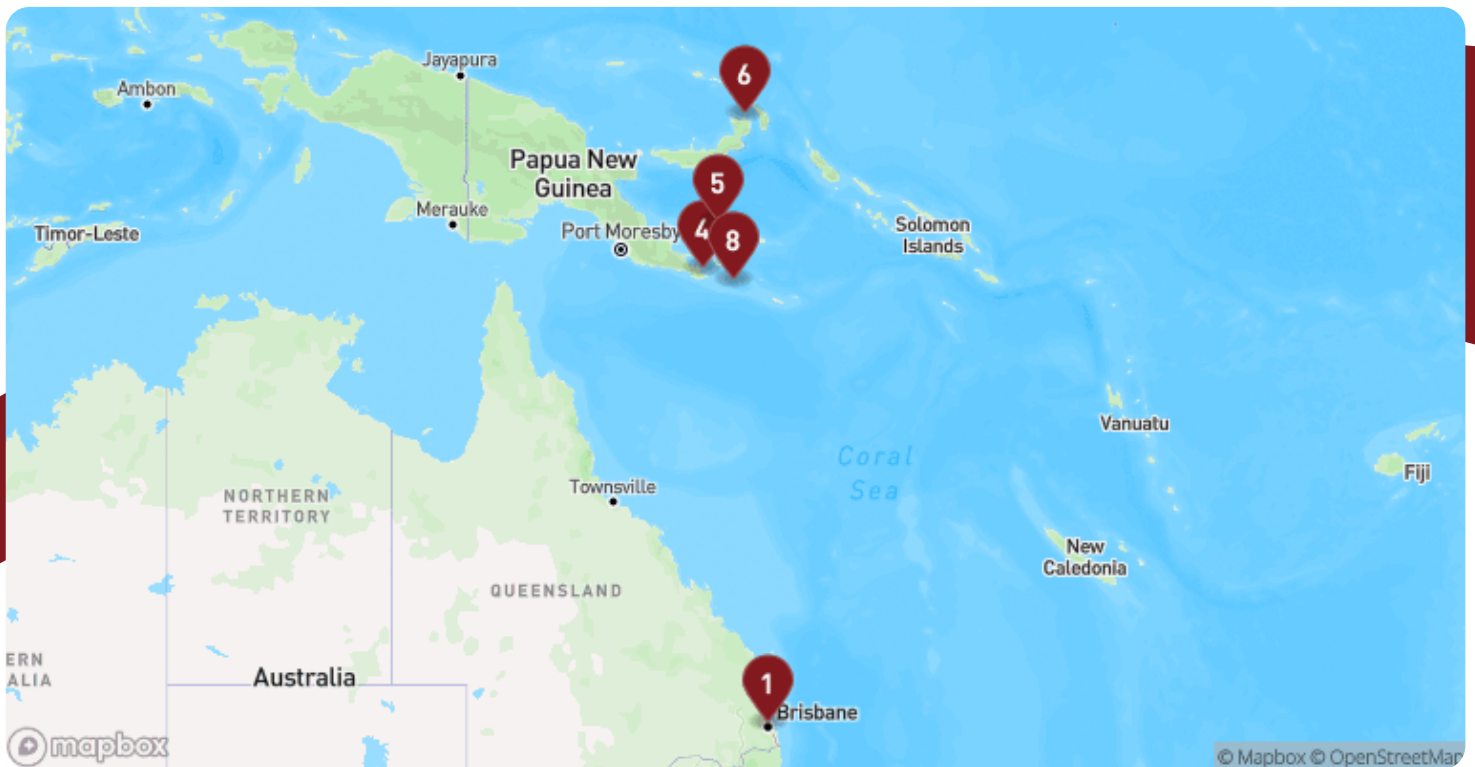 Jayapura
6
Ambon
Papua New
Guinea
5
Merauke
Solomon
Islands
Port Moresby
4
8
Timor-Leste
Vanuatu
Coral
Sea
Fiji
Townsville
NORTHERN
TERRITORY
New
Caledonia
QUEENSLAND
ERN
ALIA
Australia
1
Brisbane
mapbox
© Mapbox © OpenStreetMap